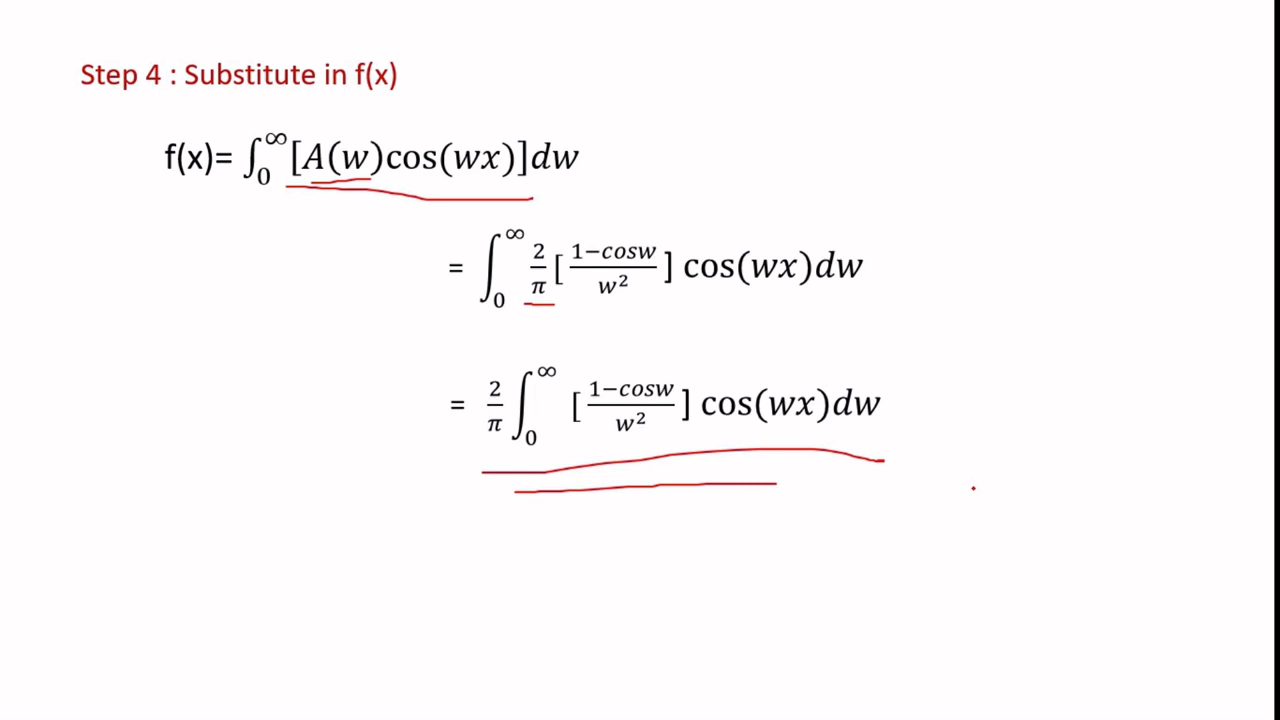 Step 4 : Substitute in f(x)
f(x)= ∫₀^∞ [A(w)cos(wx)]dw
= ∫₀^∞ 2/π [ (1−cosw)/w² ] cos(wx)dw
= 2/π ∫₀^∞ [ (1−cosw)/w² ] cos(wx)dw